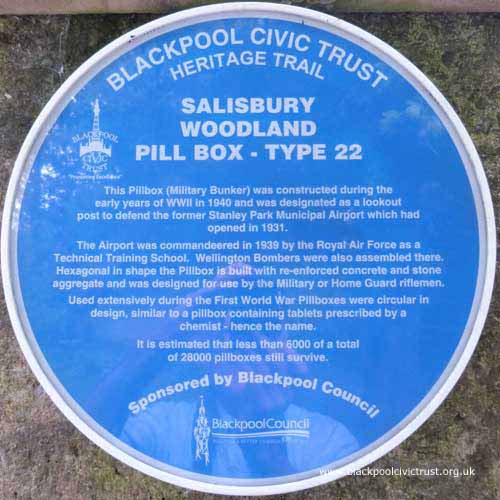 BLACKPOOL CIVIC TRUST
HERITAGE TRAIL
SALISBURY
WOODLAND
PILL BOX - TYPE 22
BLACKPOOL
CIVIC
TRUST
"Promoting Excellence"
This Pillbox (Military Bunker) was constructed during the
early years of WWII in 1940 and was designated as a lookout
post to defend the former Stanley Park Municipal Airport which had
opened in 1931.
The Airport was commandeered in 1939 by the Royal Air Force as a
Technical Training School. Wellington Bombers were also assembled there.
Hexagonal in shape the Pillbox is built with re-enforced concrete and stone
aggregate and was designed for use by the Military or Home Guard riflemen.
Used extensively during the First World War Pillboxes were circular in
design, similar to a pillbox containing tablets prescribed by a
chemist - hence the name.
It is estimated that less than 6000 of a total
of 28000 pillboxes still survive.
Sponsored by Blackpool Council
BlackpoolCouncil
www.blackpoolcivictrust.org.uk